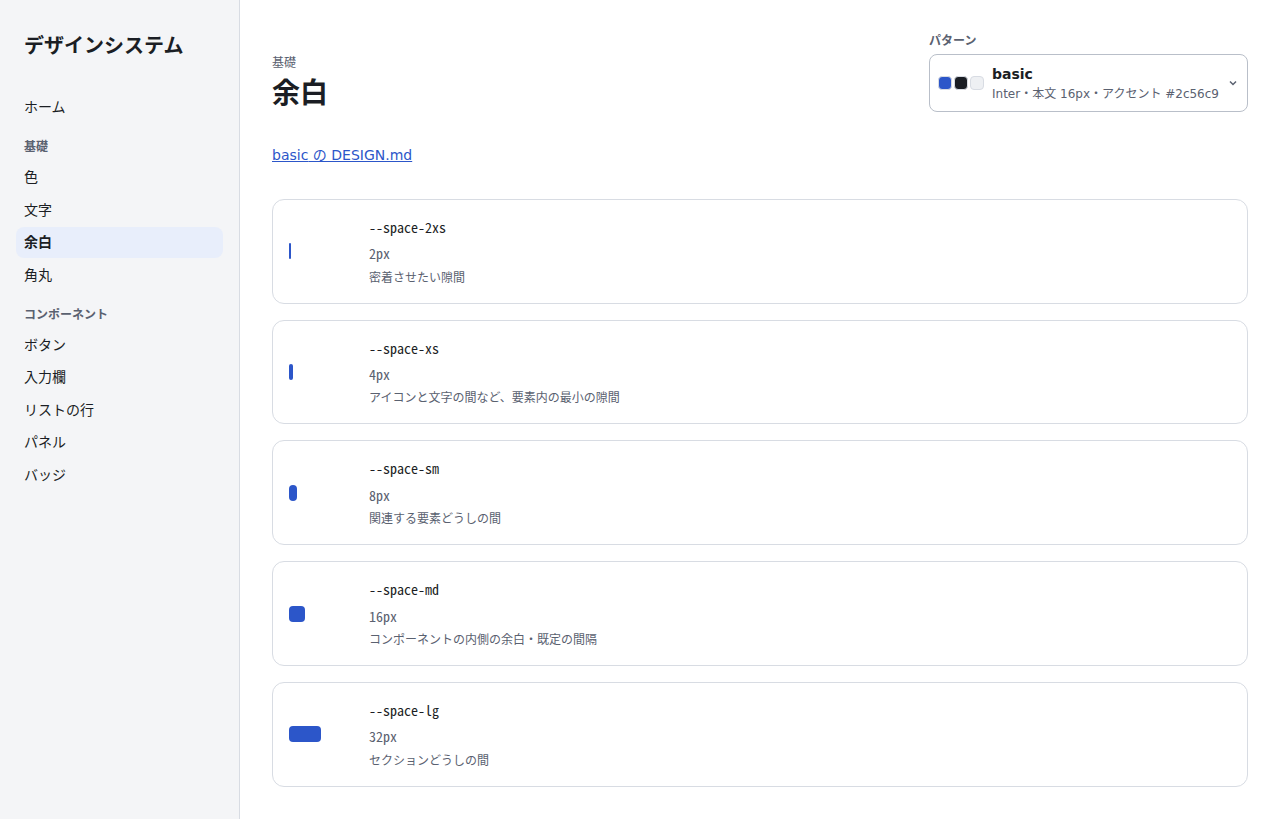 デザインシステム
ホーム
基礎
色
文字
余白
角丸
コンポーネント
ボタン
入力欄
リストの行
パネル
バッジ
基礎
余白
パターン
basic
Inter・本文 16px・アクセント #2c56c9
basic の DESIGN.md
--space-2xs
2px
密着させたい隙間
--space-xs
4px
アイコンと文字の間など、要素内の最小の隙間
--space-sm
8px
関連する要素どうしの間
--space-md
16px
コンポーネントの内側の余白・既定の間隔
--space-lg
32px
セクションどうしの間